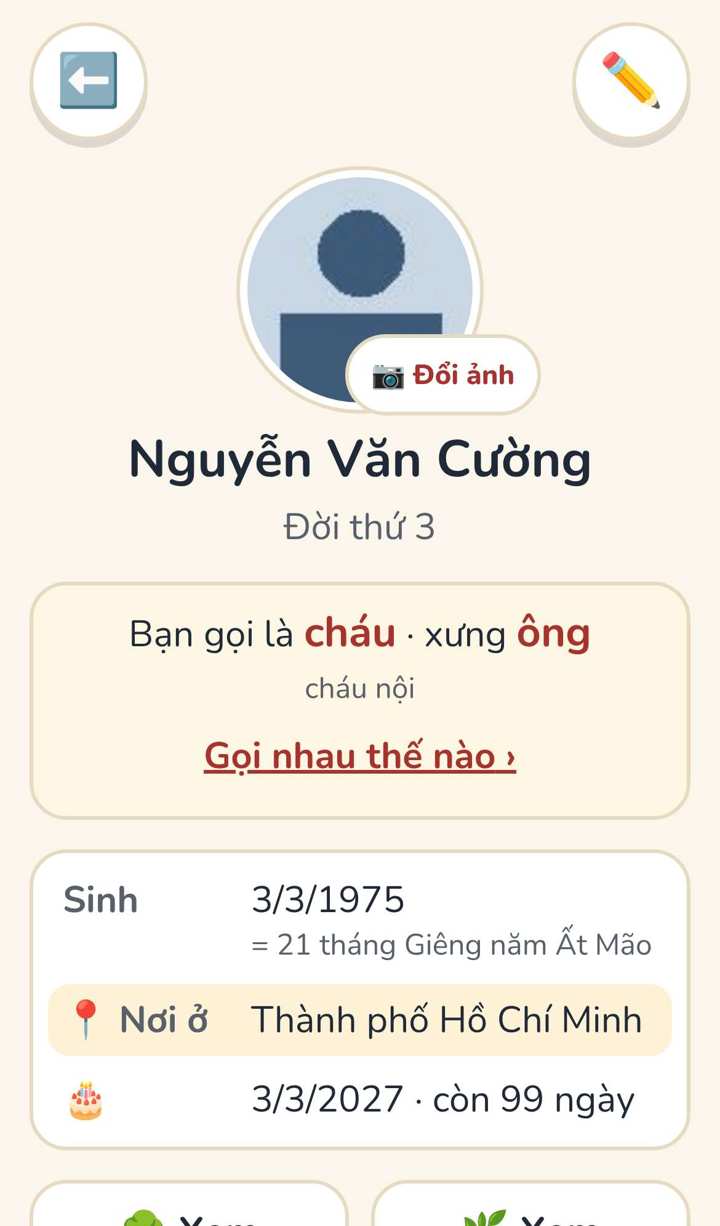 Đổi ảnh
Nguyễn Văn Cường
Đời thứ 3
Bạn gọi là cháu · xưng ông
cháu nội
Gọi nhau thế nào ›
Sinh 3/3/1975
= 21 tháng Giêng năm Ất Mão
Nơi ở Thành phố Hồ Chí Minh
3/3/2027 · còn 99 ngày